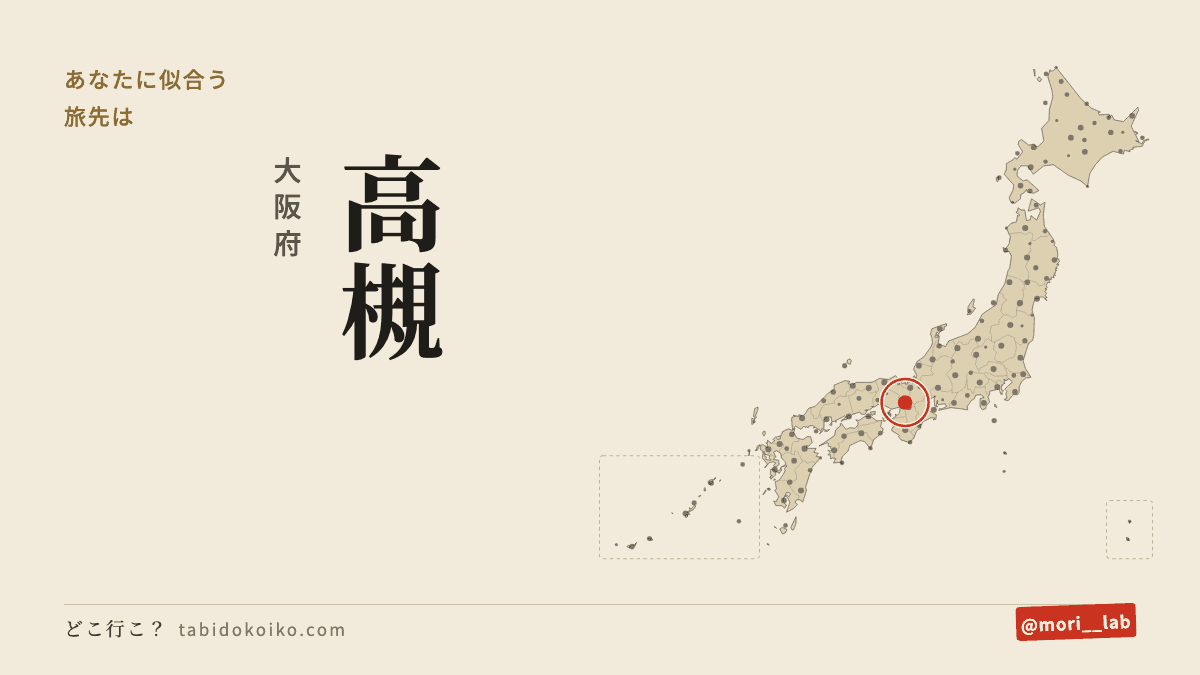 あなたに似合う
旅先は
高槻
大阪府
どこ行こ？ tabidokoiko.com
@mori__lab